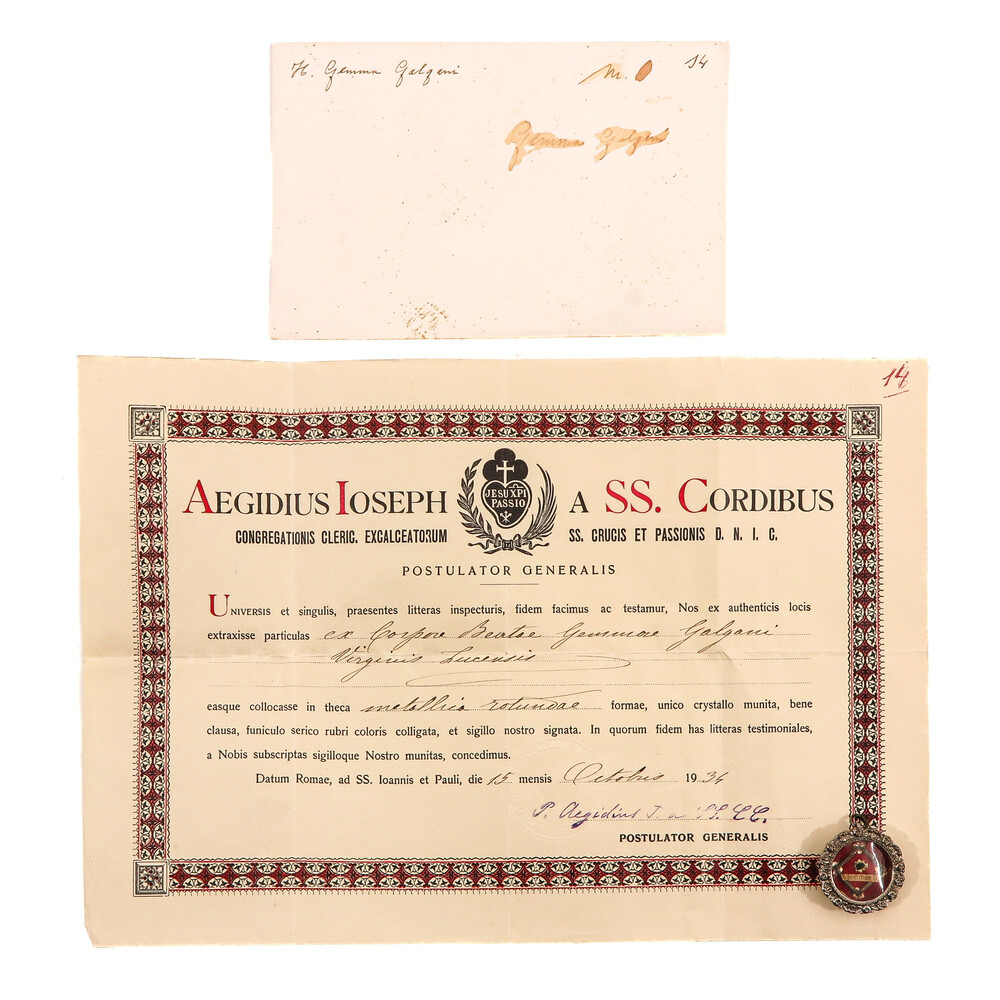 H. Gemma Galgani M. 14
Gemma Galgani
14
AEGIDIUS IOSEPH A SS. CORDIBUS
JESU XPI
PASSIO
CONGREGATIONIS CLERIC. EXCALCEATORUM SS. CRUCIS ET PASSIONIS D. N. I. C.
POSTULATOR GENERALIS
UNIVERSIS et singulis, praesentes litteras inspecturis, fidem facimus ac testamur, Nos ex authenticis locis
extraxisse particulas ex Corpore Beatae Gemmae Galgani
Virginis Lucensis
easque collocasse in theca metallica rotundae formae, unico crystallo munita, bene
clausa, funiculo serico rubri coloris colligata, et sigillo nostro signata. In quorum fidem has litteras testimoniales,
a Nobis subscriptas sigilloque Nostro munitas, concedimus.
Datum Romae, ad SS. Ioannis et Pauli, die 15 mensis Octobris 1934
P. Aegidius J. a SS. CC.
POSTULATOR GENERALIS